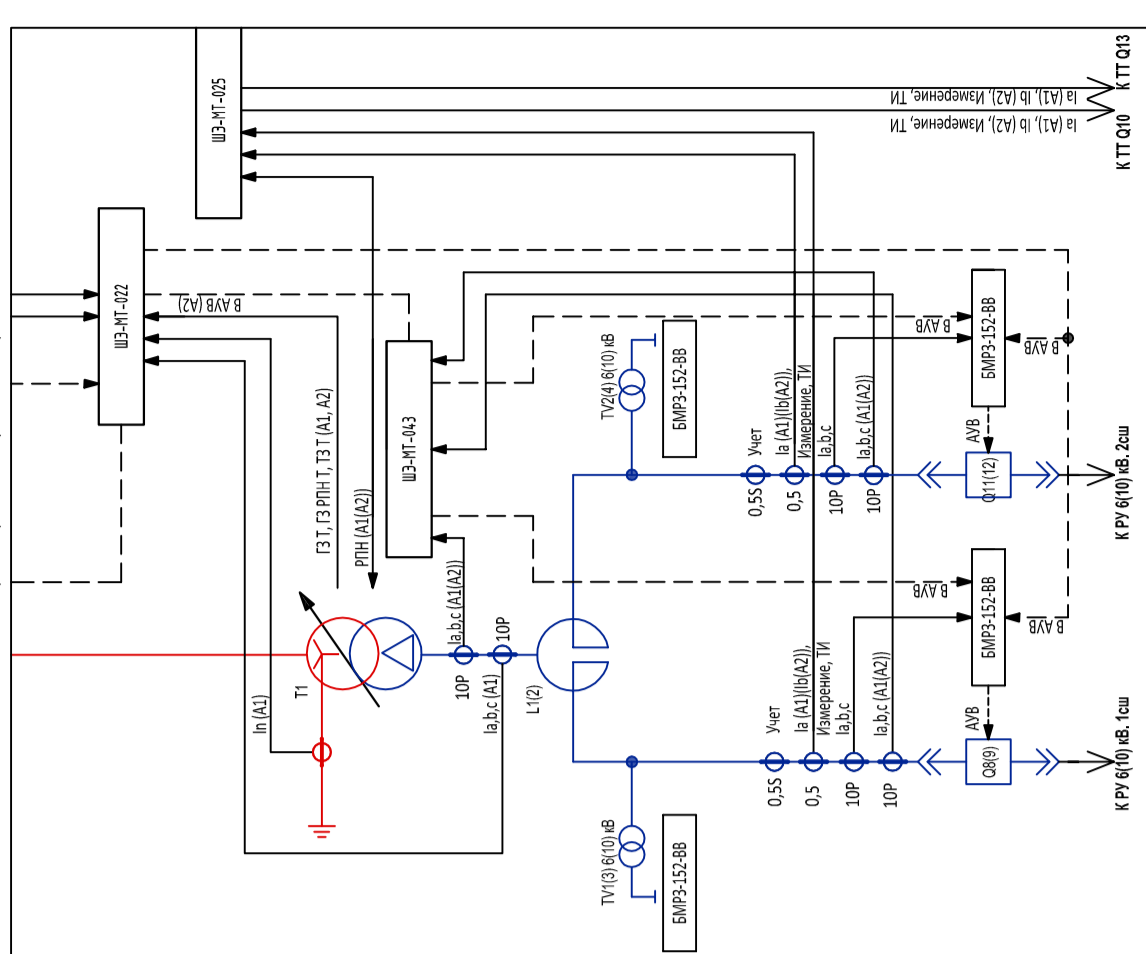 ШЭ-МТ-025
Ia (A1), Ib (A2), Измерение, ТИ
Ia (A1), Ib (A2), Измерение, ТИ
К ТТ Q13
К ТТ Q10
ШЭ-МТ-022
В АУВ (А2)
ГЗ Т, ГЗ РПН Т, ТЗ Т (А1, А2)
РПН (А1(А2))
ШЭ-МТ-043
TV2(4) 6(10) кВ
БМРЗ-152-ВВ
В АУВ
БМРЗ-152-ВВ
В АУВ
АУВ
Q11(12)
Учет
Ia (A1)(Ib(A2)),
Измерение, ТИ
Ia,b,c
Ia,b,c (A1(A2))
0,5S
0,5
10P
10P
К РУ 6(10) кВ. 2сш
T1
In (A1)
Ia,b,c (A1(A2))
10P
10P
Ia,b,c (A1)
L1(2)
БМРЗ-152-ВВ
В АУВ
В АУВ
АУВ
Q8(9)
Учет
Ia (A1)(Ib(A2)),
Измерение, ТИ
Ia,b,c
Ia,b,c (A1(A2))
0,5S
0,5
10P
10P
К РУ 6(10) кВ. 1сш
TV1(3) 6(10) кВ
БМРЗ-152-ВВ